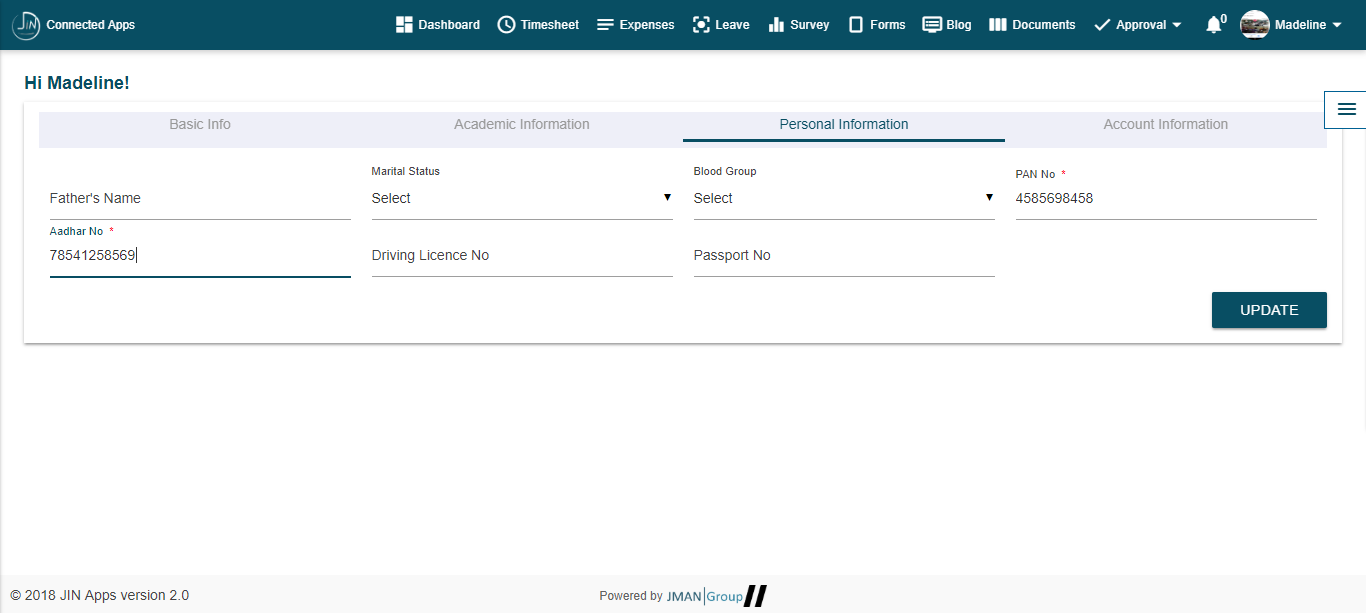 JIN Connected Apps Dashboard Timesheet Expenses Leave Survey Forms Blog Documents Approval 0 Madeline
Hi Madeline!
Basic Info Academic Information Personal Information Account Information
Marital Status Blood Group PAN No *
Father's Name Select Select 4585698458
Aadhar No *
78541258569 Driving Licence No Passport No
UPDATE
© 2018 JIN Apps version 2.0 Powered by JMAN Group